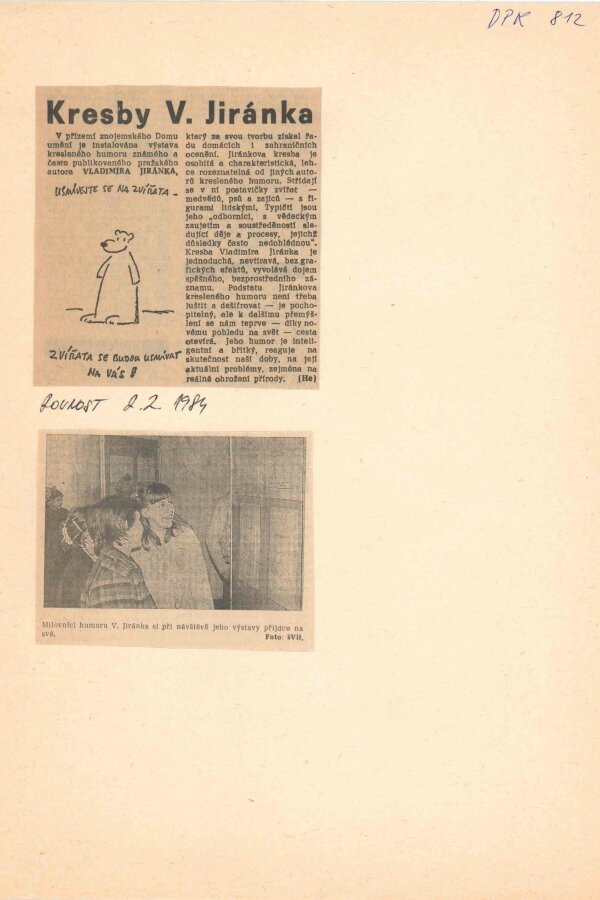 DPK 812
Kresby V. Jiránka
V přízemí znojemského Domu
umění je instalována výstava
kresleného humoru známého a
často publikovaného pražského
autora VLADIMÍRA JIRÁNKA,
USMÍVEJTE SE NA ZVÍŘATA –
ZVÍŘATA SE BUDOU USMÍVAT
NA VÁS!
který za svou tvorbu získal řa-
du domácích i zahraničních
ocenění. Jiránkova kresba je
osobitá a charakteristická, leh-
ce rozeznatelná od jiných auto-
rů kresleného humoru. Střídají
se v ní postavičky zvířat —
medvědů, psů a zajíců — s fi-
gurami lidskými. Typičtí jsou
jeho „odborníci, s vědeckým
zaujetím a soustředěností sle-
dující děje a procesy, jejichž
důsledky často nedohlédnou“.
Kresba Vladimíra Jiránka je
jednoduchá, nevtíravá, bez gra-
fických efektů, vyvolává dojem
spěšného, bezprostředního zá-
znamu. Podstatu Jiránkova
kresleného humoru není třeba
luštit a dešifrovat — je pocho-
pitelný, ale k dalšímu přemýš-
lení se nám teprve — díky no-
vému pohledu na svět — cesta
otevírá. Jeho humor je inteli-
gentní a břitký, reaguje na
skutečnost naší doby, na její
aktuální problémy, zejména na
reálné ohrožení přírody. (He)
ROVNOST 2.2. 1984
Milovníci humoru V. Jiránka si při návštěvě jeho výstavy přijdou na
své.
Foto: šVít.